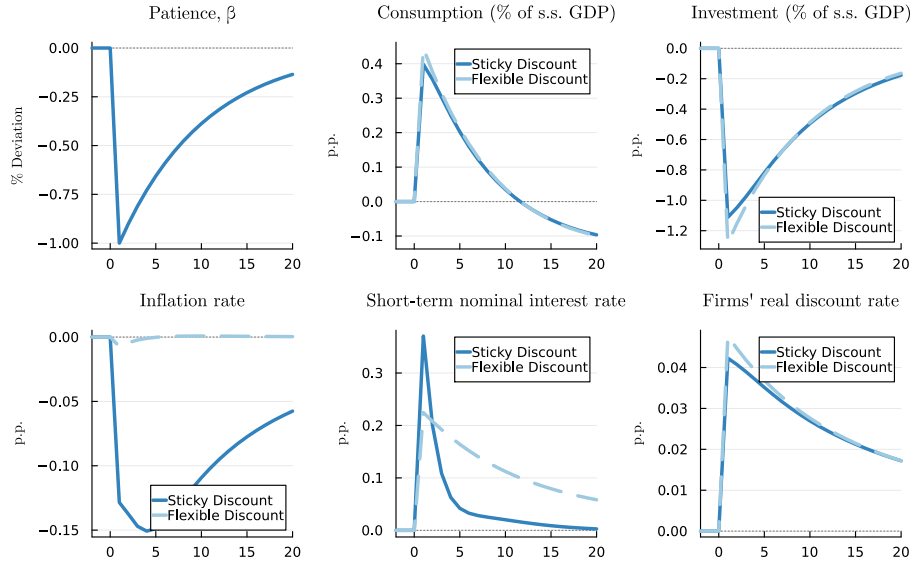 Patience, β
% Deviation
0.00
−0.25
−0.50
−0.75
−1.00
0 5 10 15 20
Consumption (% of s.s. GDP)
p.p.
0.4
0.3
0.2
0.1
0.0
−0.1
Sticky Discount
Flexible Discount
0 5 10 15 20
Investment (% of s.s. GDP)
p.p.
0.0
−0.2
−0.4
−0.6
−0.8
−1.0
−1.2
Sticky Discount
Flexible Discount
0 5 10 15 20
Inflation rate
p.p.
0.00
−0.05
−0.10
−0.15
Sticky Discount
Flexible Discount
0 5 10 15 20
Short-term nominal interest rate
p.p.
0.3
0.2
0.1
0.0
Sticky Discount
Flexible Discount
0 5 10 15 20
Firms' real discount rate
p.p.
0.04
0.03
0.02
0.01
0.00
Sticky Discount
Flexible Discount
0 5 10 15 20